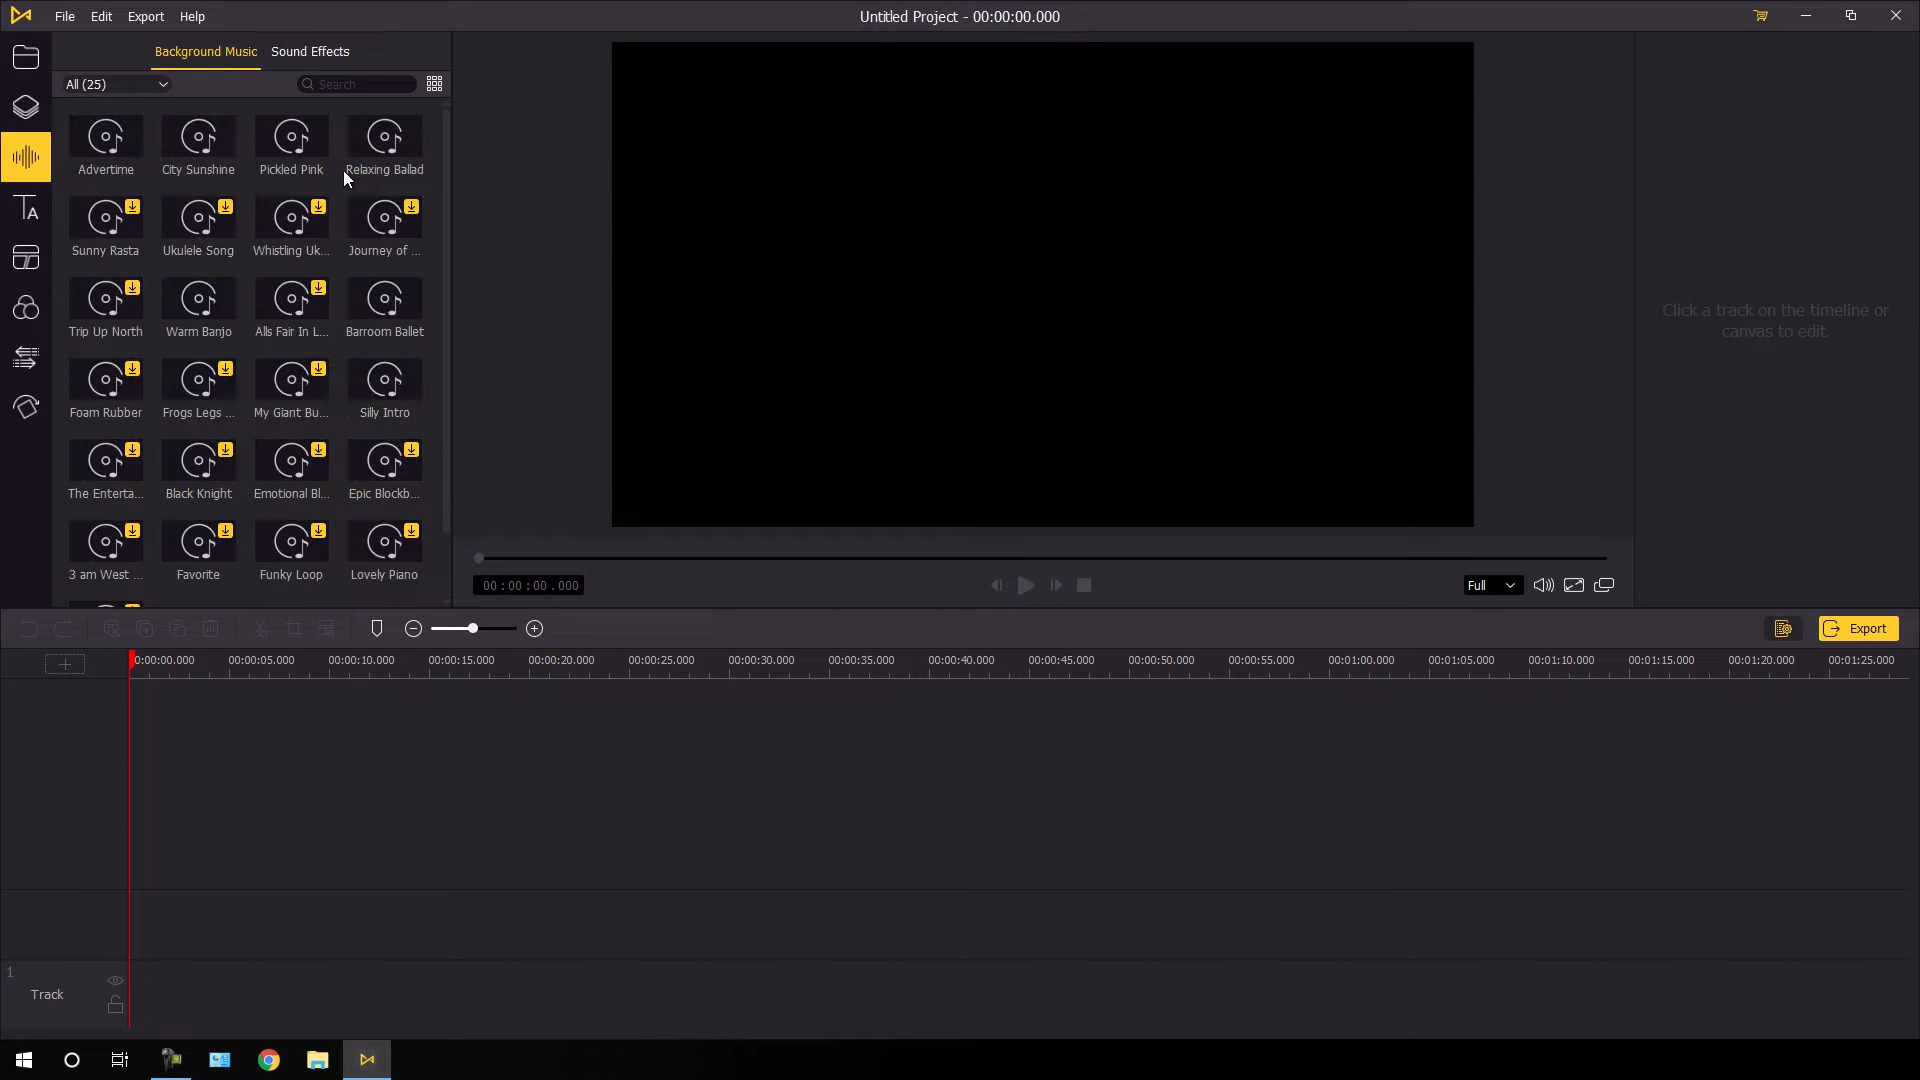 File Edit Export Help
Untitled Project - 00:00:00.000
Background Music Sound Effects
All (25)
Search
Advertime City Sunshine Pickled Pink Relaxing Ballad
Sunny Rasta Ukulele Song Whistling Uk... Journey of ...
Trip Up North Warm Banjo Alls Fair In L... Barroom Ballet
Foam Rubber Frogs Legs ... My Giant Bu... Silly Intro
The Enterta... Black Knight Emotional Bl... Epic Blockb...
3 am West ... Favorite Funky Loop Lovely Piano
Click a track on the timeline or
canvas to edit.
00:00:00.000
Full
Export
0:00:00.000 00:00:05.000 00:00:10.000 00:00:15.000 00:00:20.000 00:00:25.000 00:00:30.000 00:00:35.000 00:00:40.000 00:00:45.000 00:00:50.000 00:00:55.000 00:01:00.000 00:01:05.000 00:01:10.000 00:01:15.000 00:01:20.000 00:01:25.000
1
Track